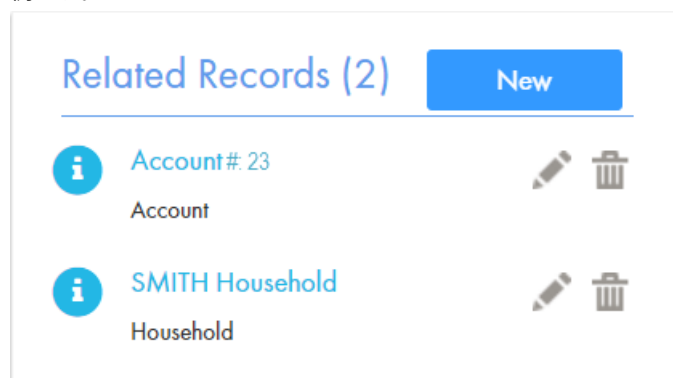 Related Records (2) New
Account #: 23
Account
SMITH Household
Household